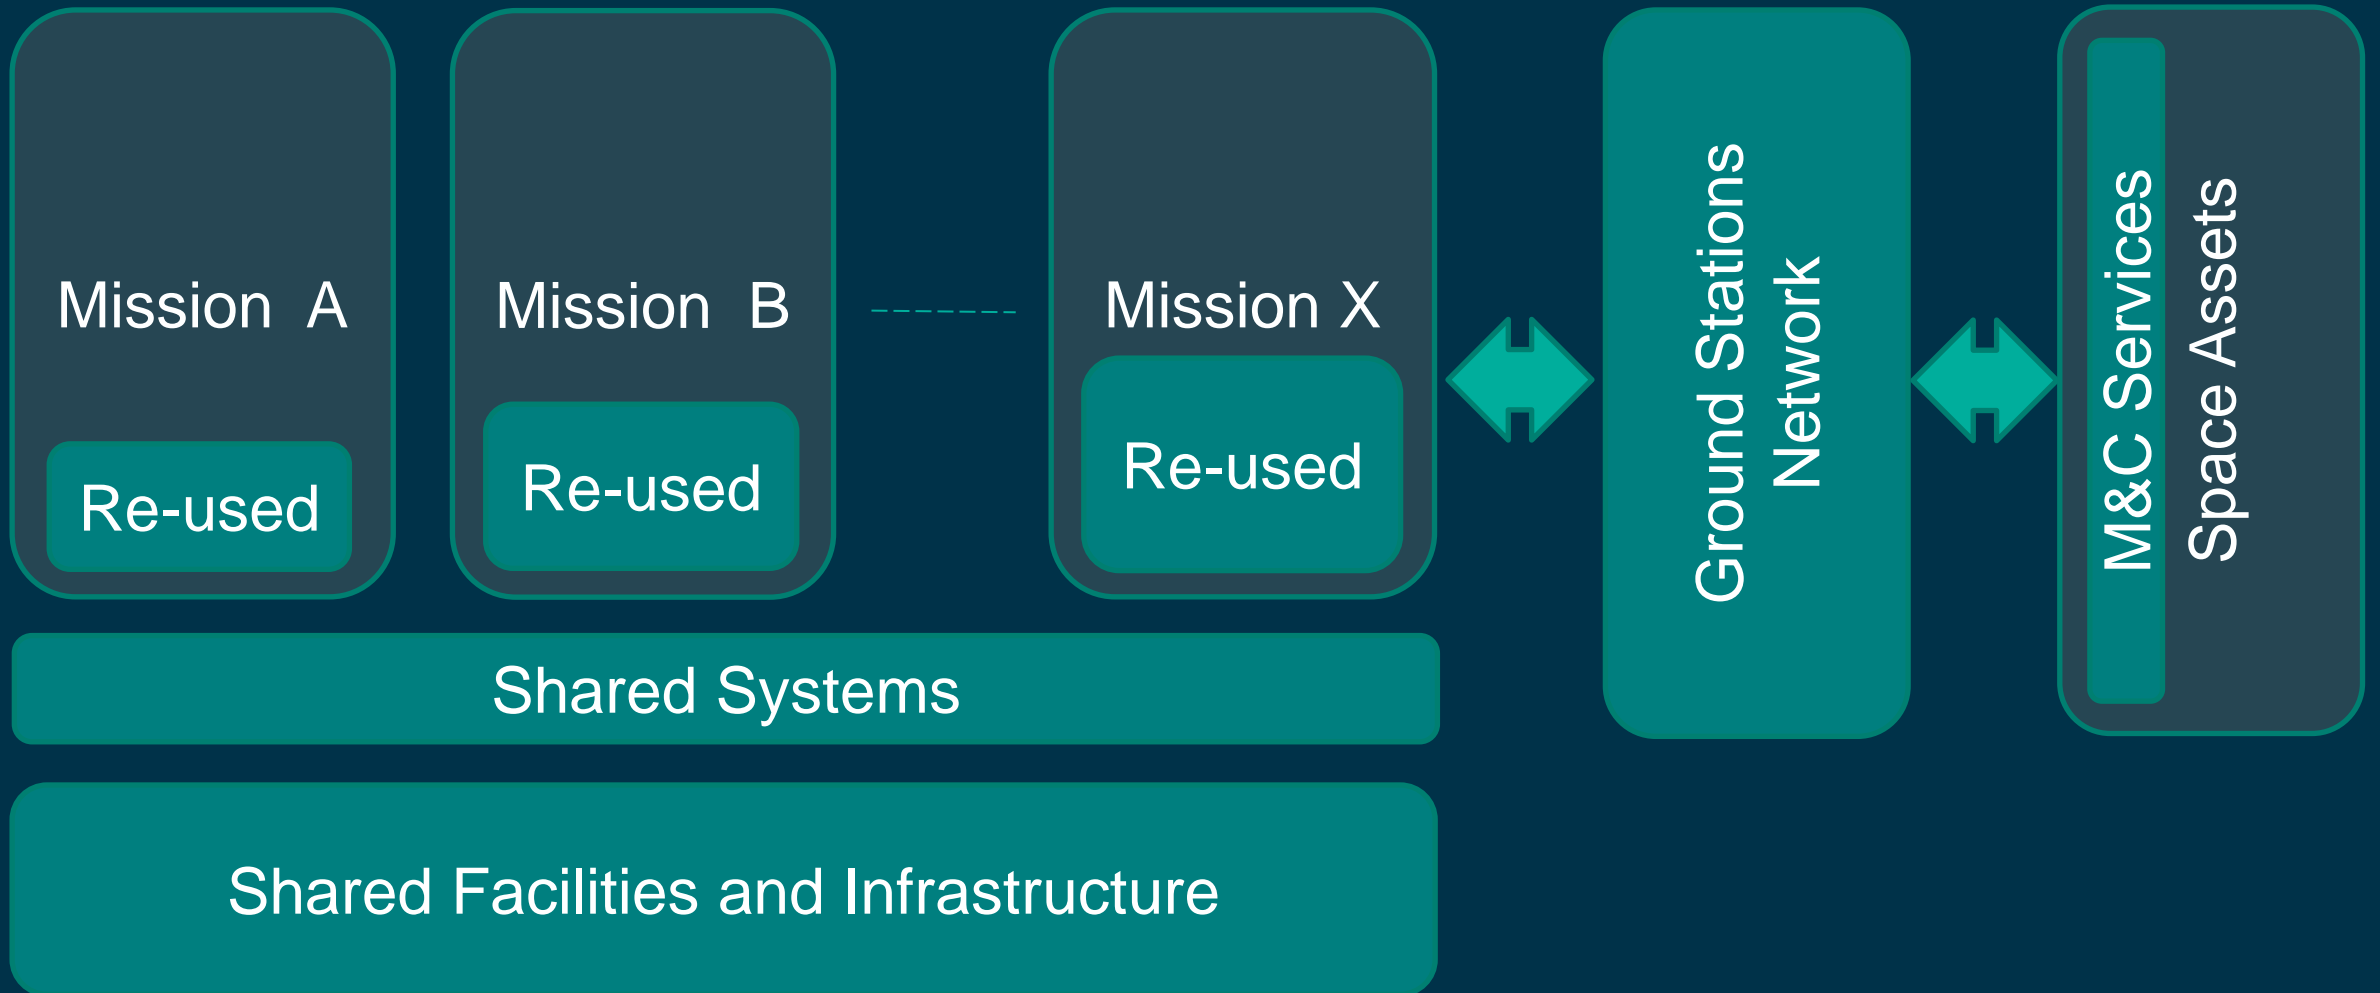 Mission  A
Re-used
Mission  B
Re-used
Mission X
Re-used
Ground Stations
Network
M&C Services
Space Assets
Shared Systems
Shared Facilities and Infrastructure